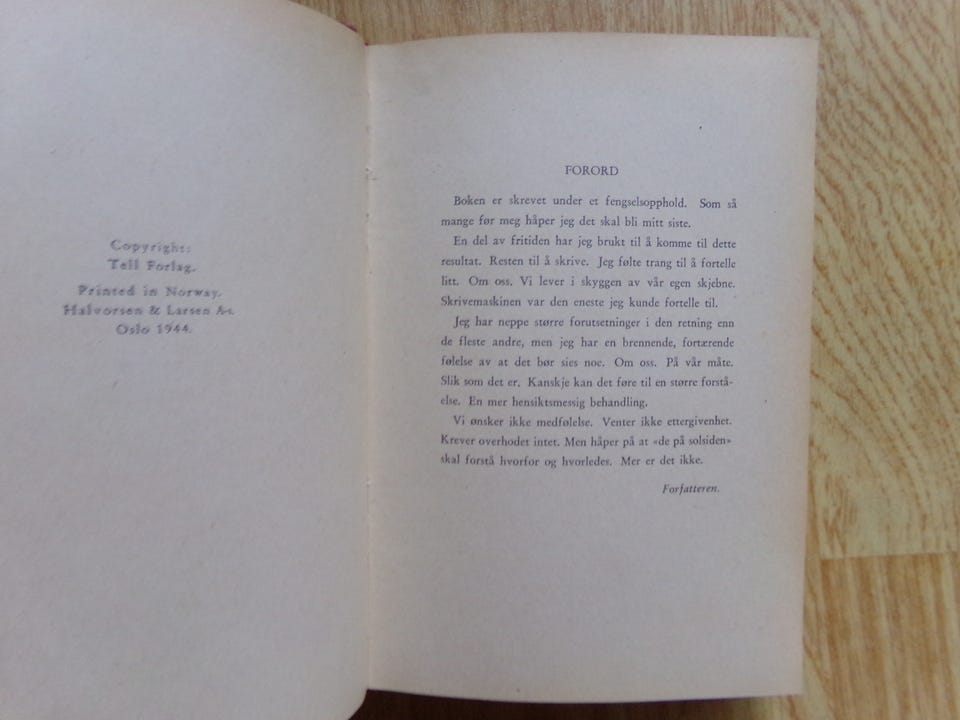 Copyright:
Tell Forlag.
Printed in Norway.
Halvorsen & Larsen A-s.
Oslo 1944.
FORORD
Boken er skrevet under et fengselsopphold. Som så
mange før meg håper jeg det skal bli mitt siste.
En del av fritiden har jeg brukt til å komme til dette
resultat. Resten til å skrive. Jeg følte trang til å fortelle
litt. Om oss. Vi lever i skyggen av vår egen skjebne.
Skrivemaskinen var den eneste jeg kunde fortelle til.
Jeg har neppe større forutsetninger i den retning enn
de fleste andre, men jeg har en brennende, fortærende
følelse av at det bør sies noe. Om oss. På vår måte.
Slik som det er. Kanskje kan det føre til en større forstå-
else. En mer hensiktsmessig behandling.
Vi ønsker ikke medfølelse. Venter ikke ettergivenhet.
Krever overhodet intet. Men håper på at «de på solsiden»
skal forstå hvorfor og hvorledes. Mer er det ikke.
Forfatteren.